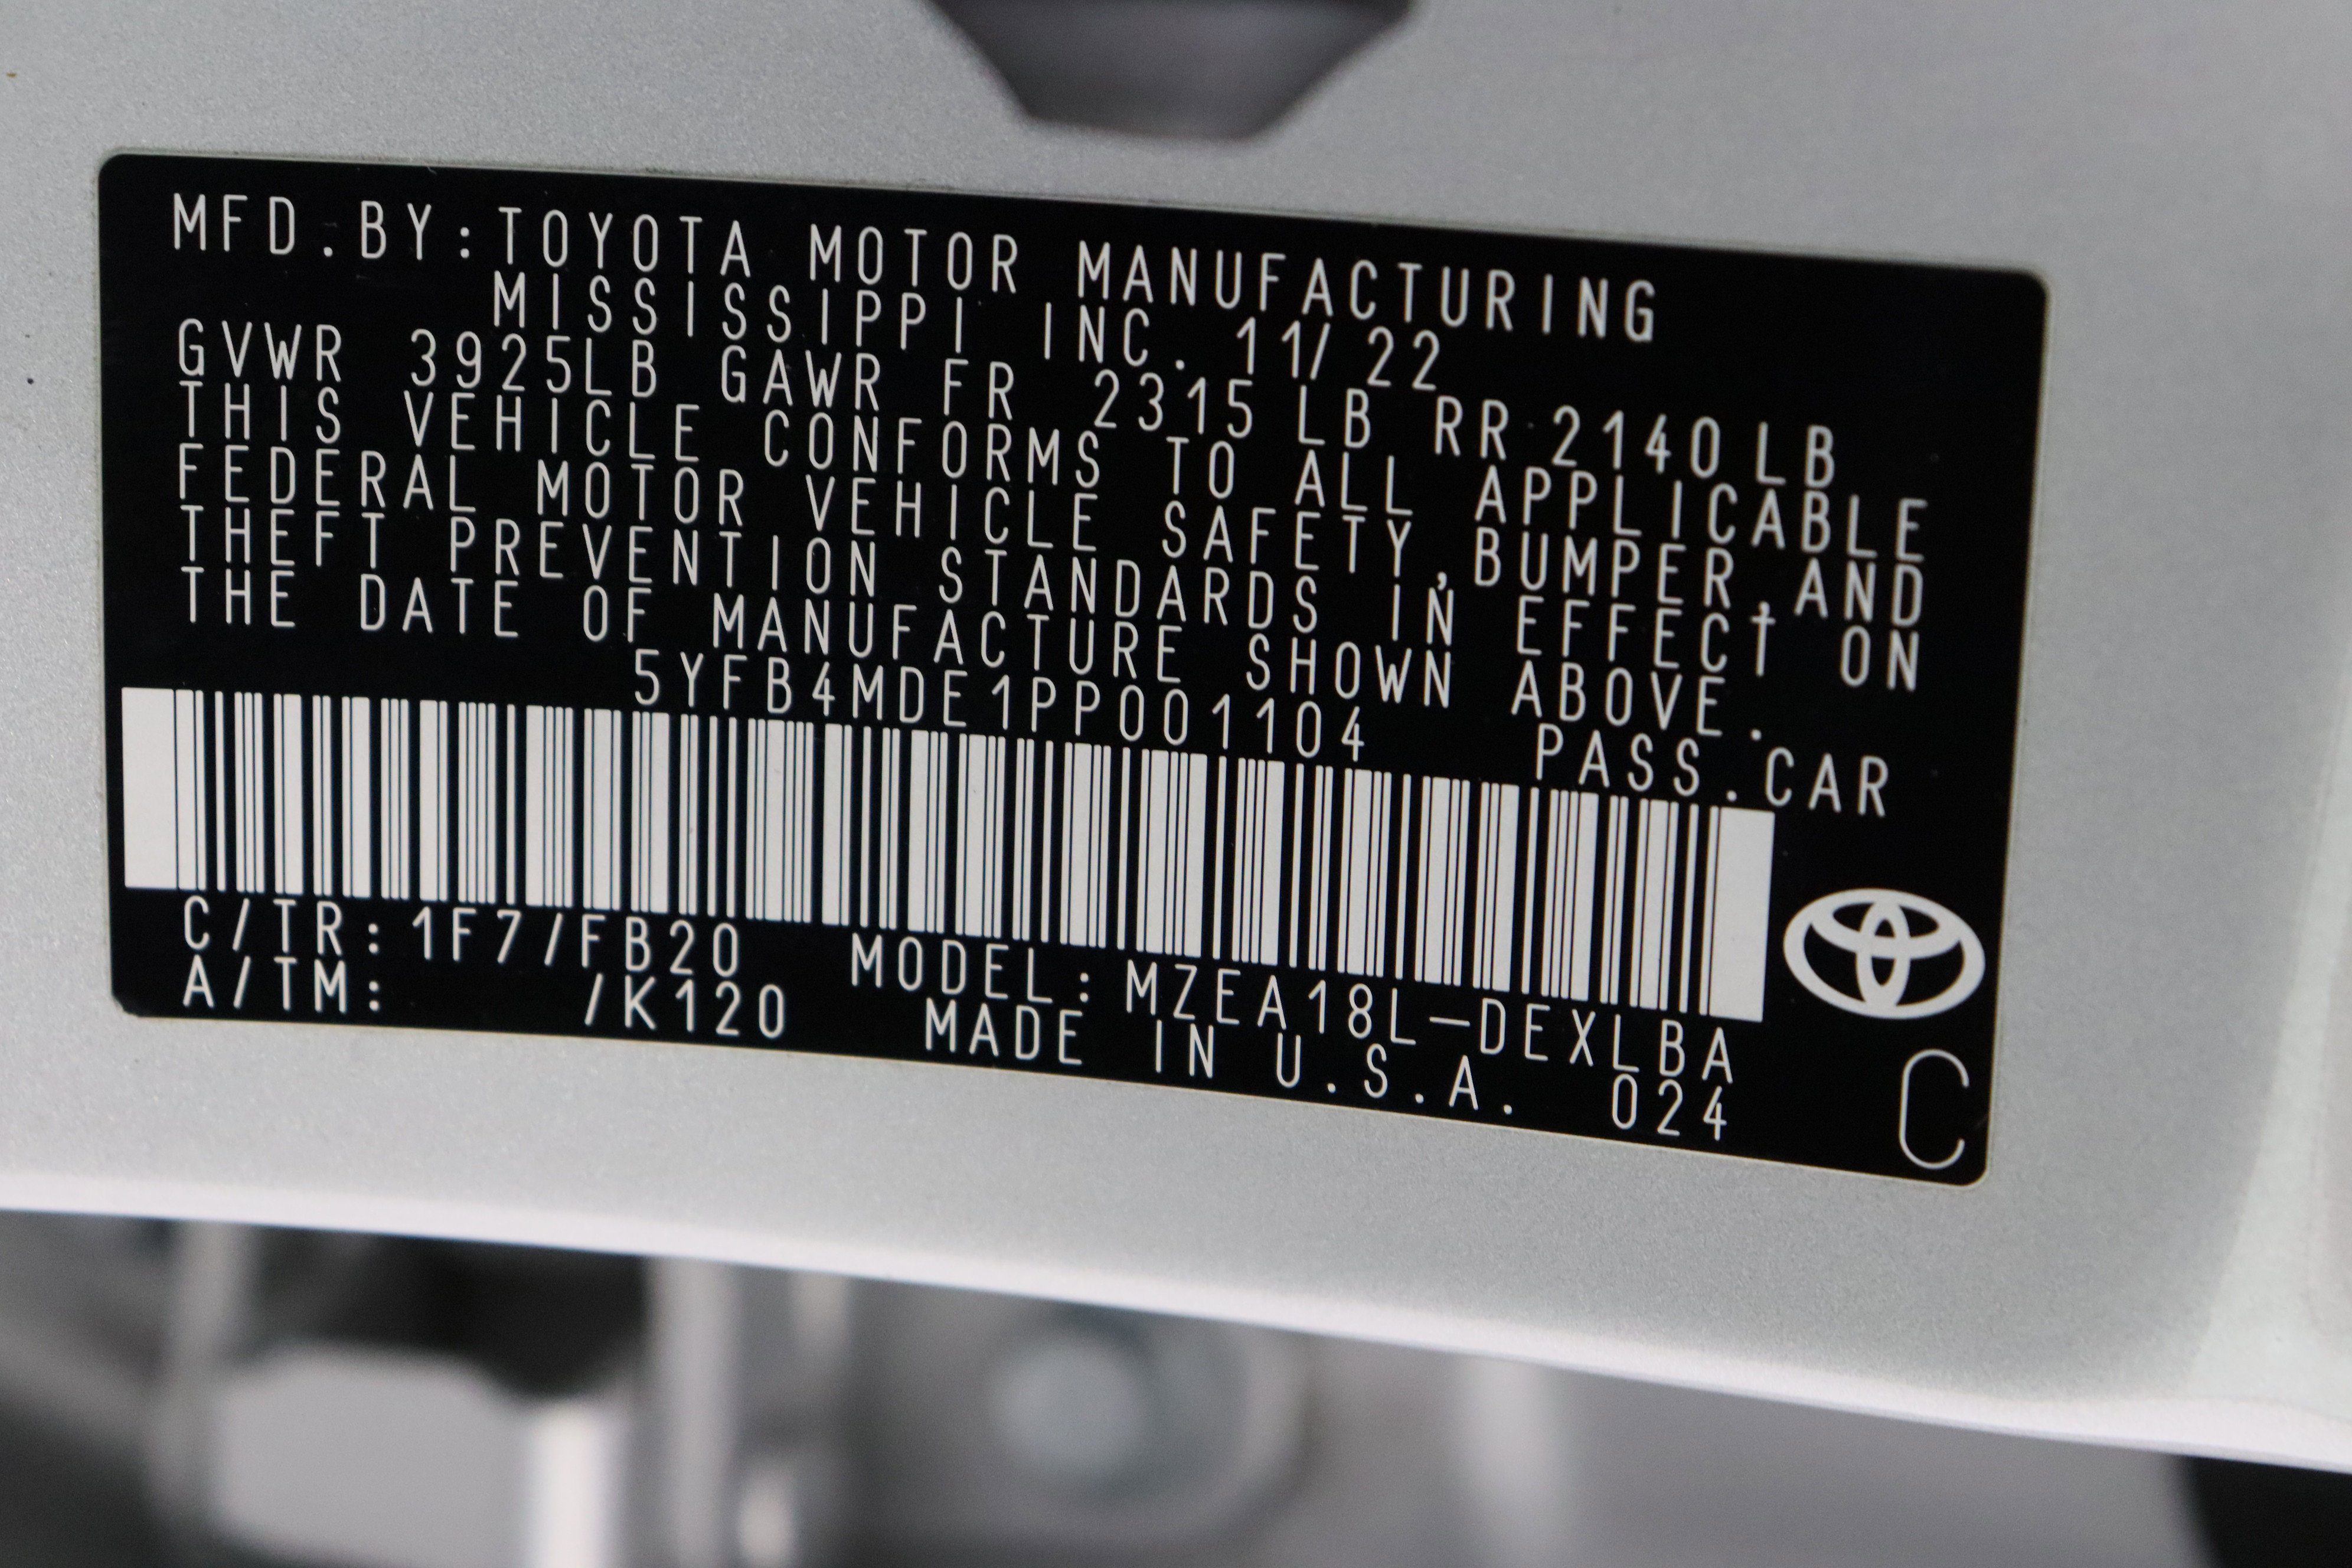 MFD.BY:TOYOTA MOTOR MANUFACTURING
MISSISSIPPI INC. 11/22
GVWR 3925LB GAWR FR 2315 LB RR 2140LB
THIS VEHICLE CONFORMS TO ALL APPLICABLE
FEDERAL MOTOR VEHICLE SAFETY,BUMPER,AND
THEFT PREVENTION STANDARDS IN EFFECT ON
THE DATE OF MANUFACTURE SHOWN ABOVE.
5YFB4MDE1PP001104 PASS.CAR
C/TR:1F7/FB20 MODEL:MZEA18L-DEXLBA
A/TM: /K120 MADE IN U.S.A. 024
C